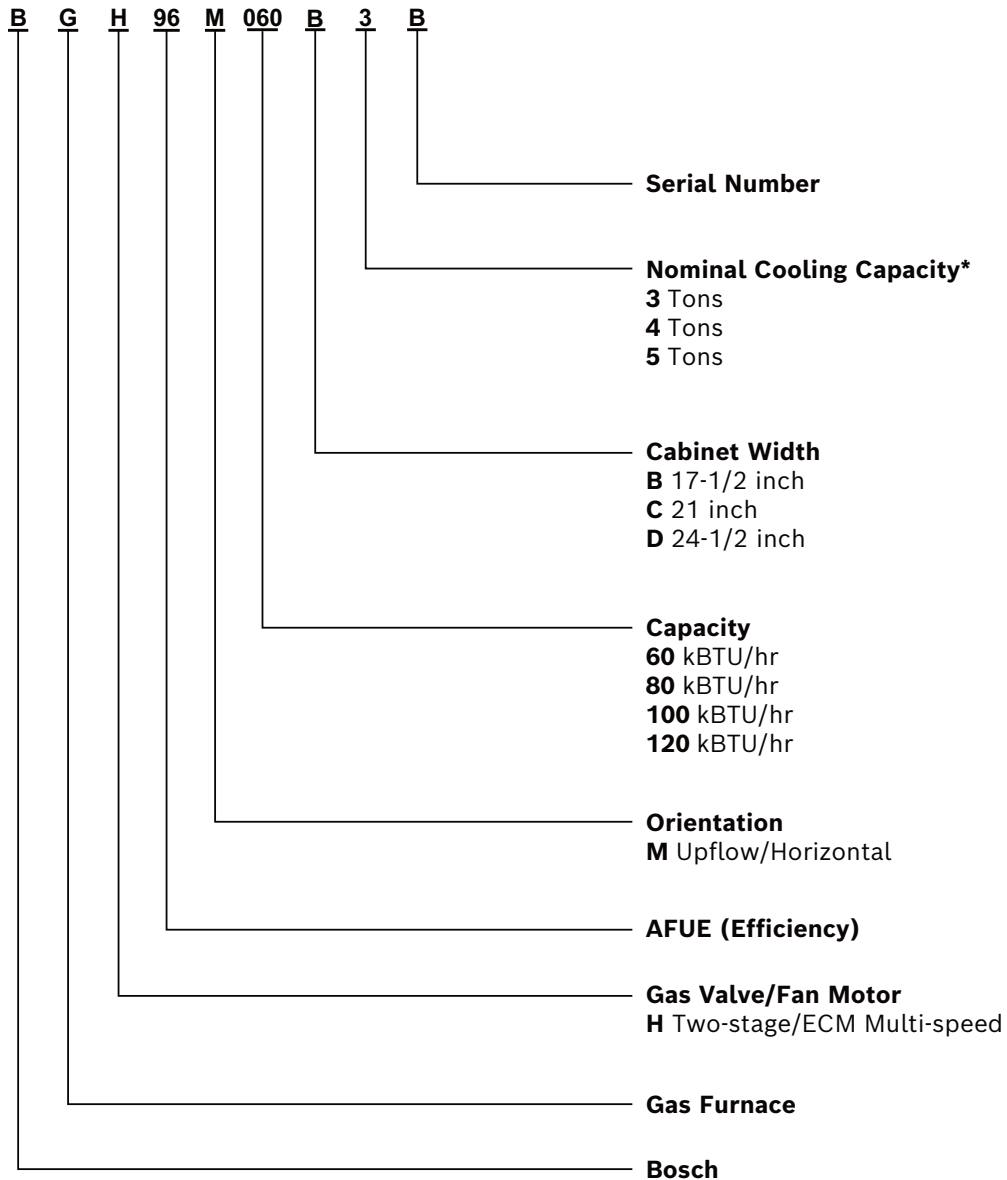 B G H 96 M 060 B 3 B
Serial Number
Nominal Cooling Capacity*
3 Tons
4 Tons
5 Tons
Cabinet Width
B 17-1/2 inch
C 21 inch
D 24-1/2 inch
Capacity
60 kBTU/hr
80 kBTU/hr
100 kBTU/hr
120 kBTU/hr
Orientation
M Upflow/Horizontal
AFUE (Efficiency)
Gas Valve/Fan Motor
H Two-stage/ECM Multi-speed
Gas Furnace
Bosch